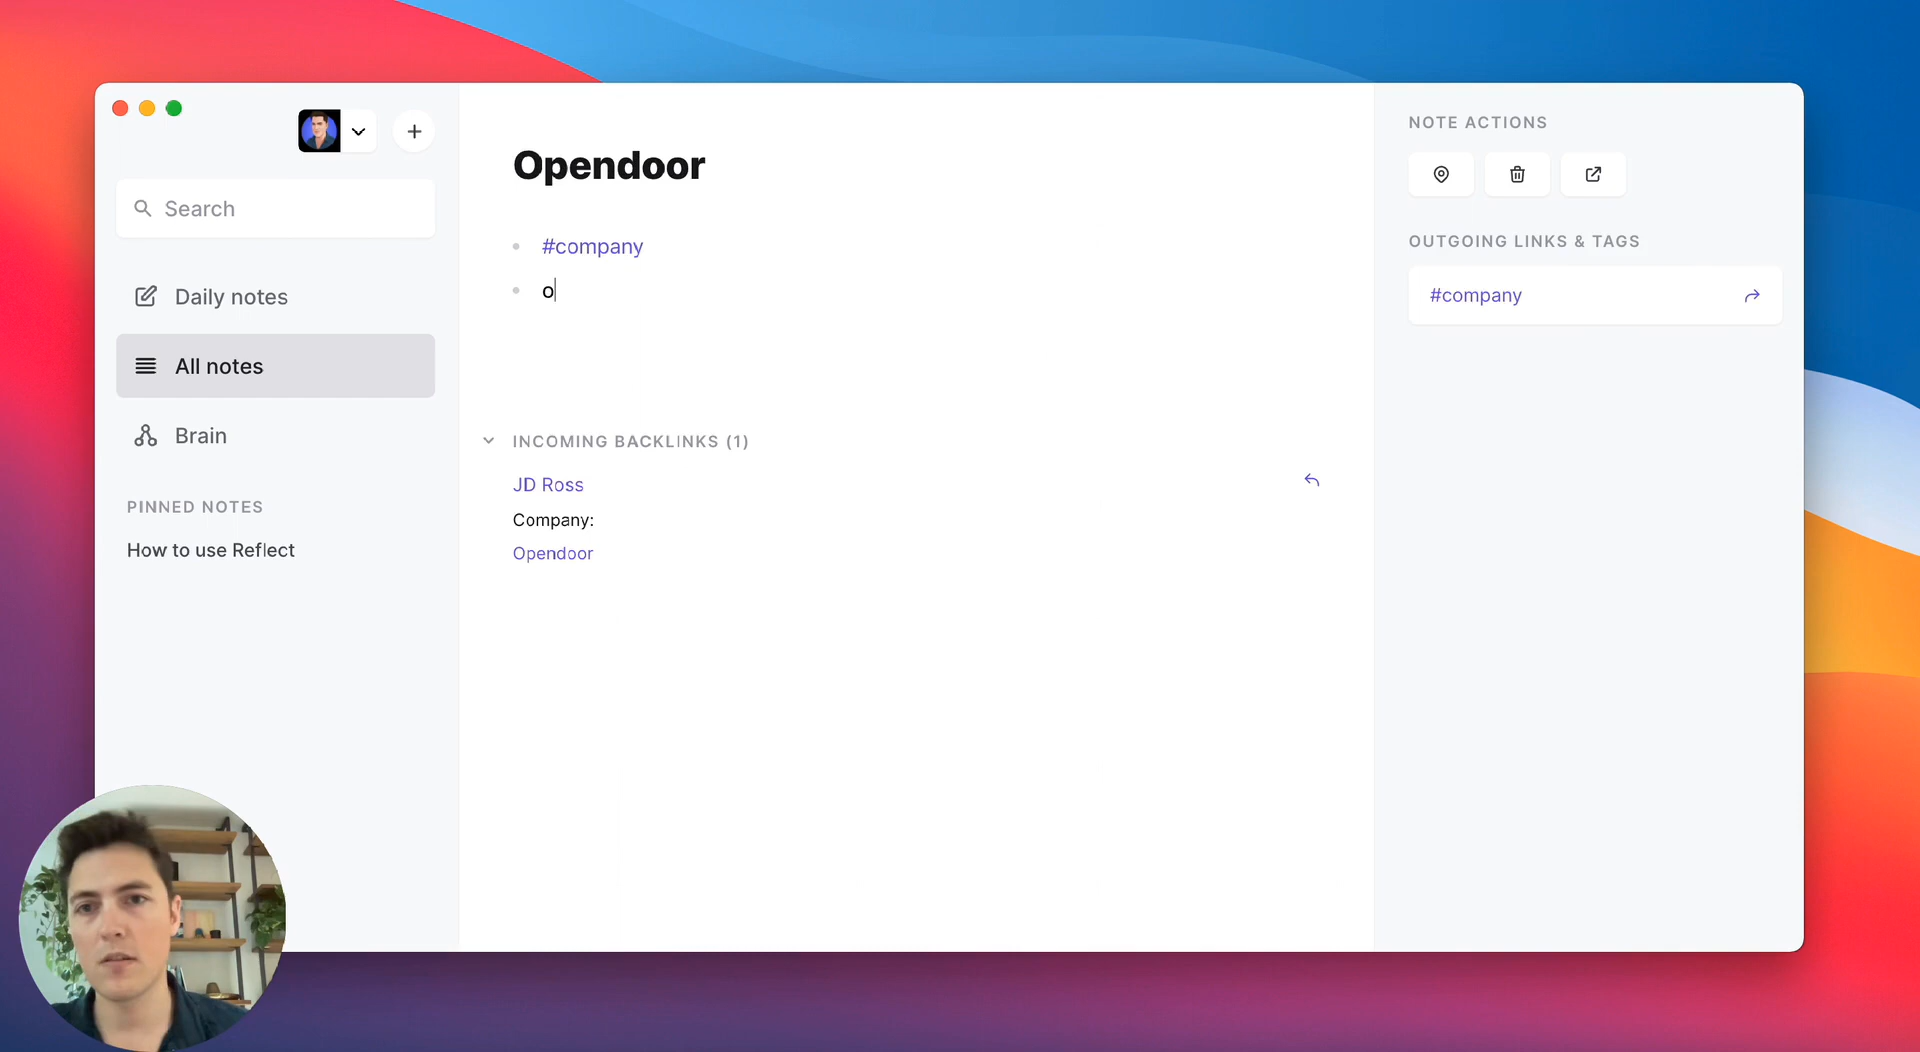 Search
Daily notes
All notes
Brain
PINNED NOTES
How to use Reflect
Opendoor
#company
o
INCOMING BACKLINKS (1)
JD Ross
Company:
Opendoor
NOTE ACTIONS
OUTGOING LINKS & TAGS
#company